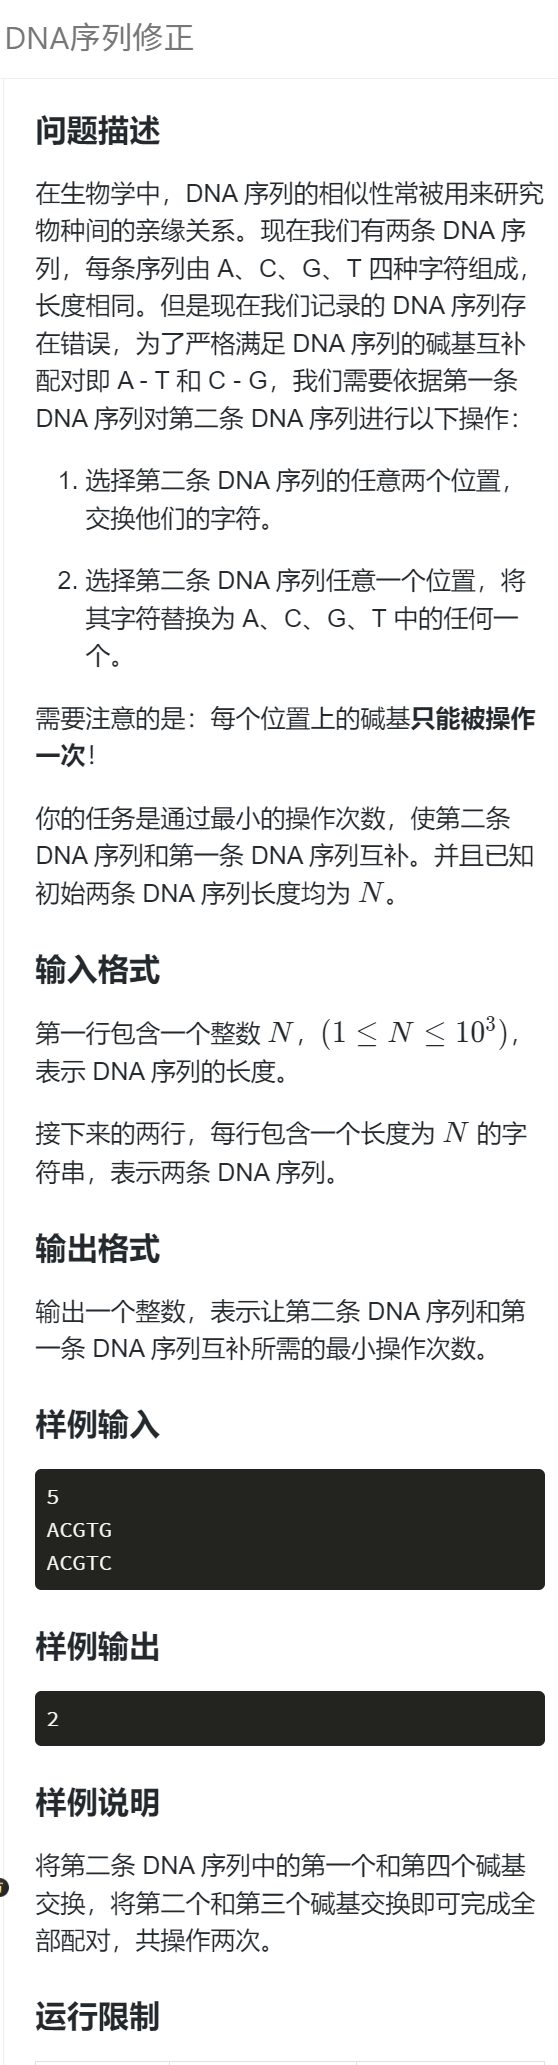 DNA序列修正
问题描述
在生物学中，DNA 序列的相似性常被用来研究
物种间的亲缘关系。现在我们有两条 DNA 序
列，每条序列由 A、C、G、T 四种字符组成，
长度相同。但是现在我们记录的 DNA 序列存
在错误，为了严格满足 DNA 序列的碱基互补
配对即 A - T 和 C - G，我们需要依据第一条
DNA 序列对第二条 DNA 序列进行以下操作：
1. 选择第二条 DNA 序列的任意两个位置，
交换他们的字符。
2. 选择第二条 DNA 序列任意一个位置，将
其字符替换为 A、C、G、T 中的任何一
个。
需要注意的是：每个位置上的碱基只能被操作
一次！
你的任务是通过最小的操作次数，使第二条
DNA 序列和第一条 DNA 序列互补。并且已知
初始两条 DNA 序列长度均为 N。
输入格式
第一行包含一个整数 N，(1 ≤ N ≤ 10³)，
表示 DNA 序列的长度。
接下来的两行，每行包含一个长度为 N 的字
符串，表示两条 DNA 序列。
输出格式
输出一个整数，表示让第二条 DNA 序列和第
一条 DNA 序列互补所需的最小操作次数。
样例输入
5
ACGTG
ACGTC
样例输出
2
样例说明
将第二条 DNA 序列中的第一个和第四个碱基
交换，将第二个和第三个碱基交换即可完成全
部配对，共操作两次。
运行限制